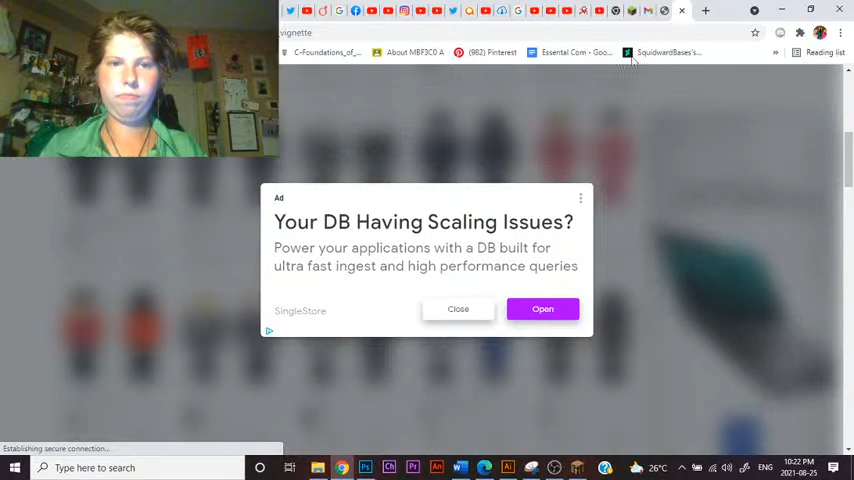 vignette
C-Foundations_of_...
About MBF3C0 A
(982) Pinterest
Essental Com - Goo...
SquidwardBases's...
»
Reading list
Ad
Your DB Having Scaling Issues?
Power your applications with a DB built for
ultra fast ingest and high performance queries
SingleStore
Close
Open
Establishing secure connection...
Type here to search
26°C
ENG
10:22 PM
2021-08-25